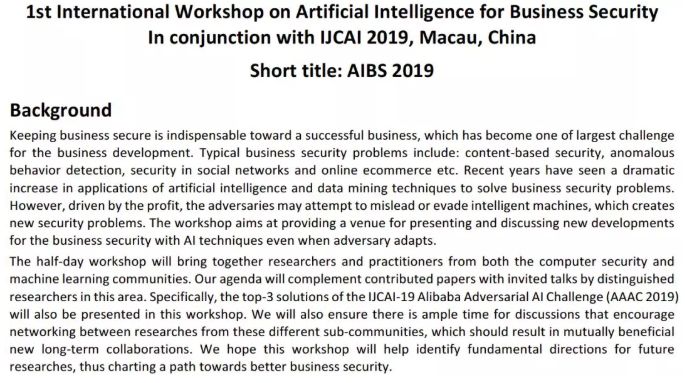 1st International Workshop on Artificial Intelligence for Business Security
In conjunction with IJCAI 2019, Macau, China
Short title: AIBS 2019
Background
Keeping business secure is indispensable toward a successful business, which has become one of largest challenge
for the business development. Typical business security problems include: content-based security, anomalous
behavior detection, security in social networks and online ecommerce etc. Recent years have seen a dramatic
increase in applications of artificial intelligence and data mining techniques to solve business security problems.
However, driven by the profit, the adversaries may attempt to mislead or evade intelligent machines, which creates
new security problems. The workshop aims at providing a venue for presenting and discussing new developments
for the business security with AI techniques even when adversary adapts.
The half-day workshop will bring together researchers and practitioners from both the computer security and
machine learning communities. Our agenda will complement contributed papers with invited talks by distinguished
researchers in this area. Specifically, the top-3 solutions of the IJCAI-19 Alibaba Adversarial AI Challenge (AAAC 2019)
will also be presented in this workshop. We will also ensure there is ample time for discussions that encourage
networking between researches from these different sub-communities, which should result in mutually beneficial
new long-term collaborations. We hope this workshop will help identify fundamental directions for future
researches, thus charting a path towards better business security.